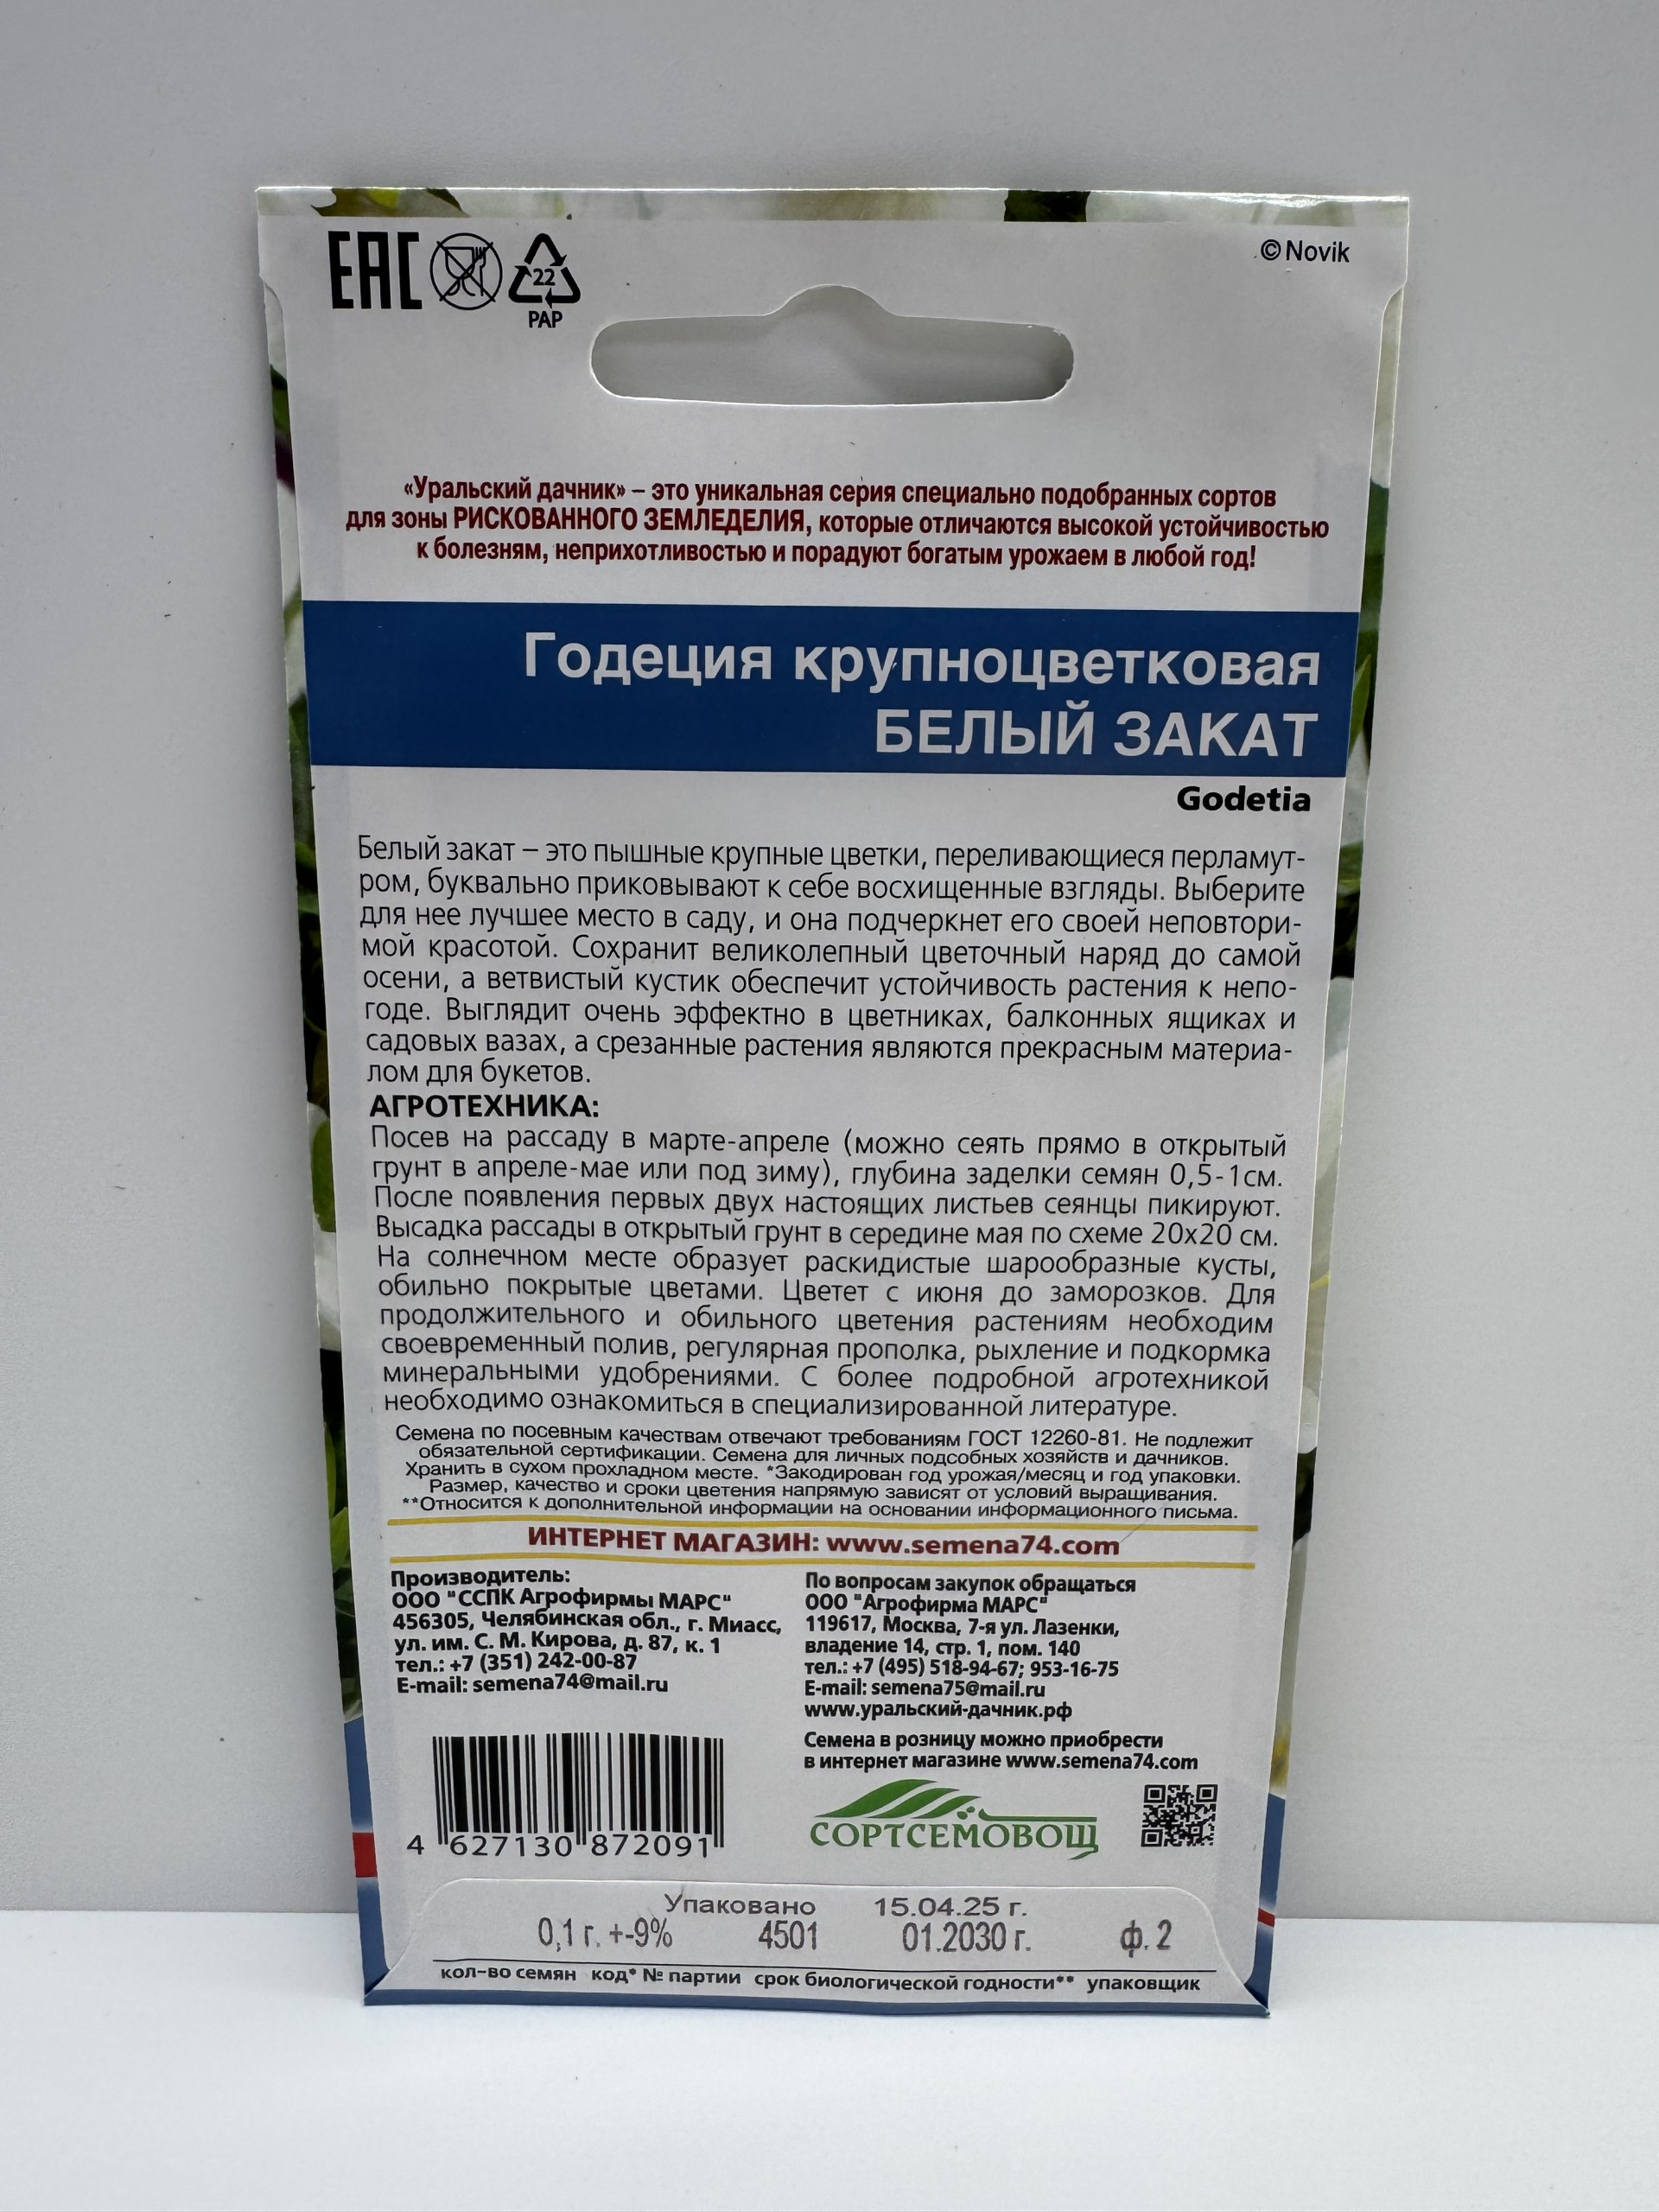 ЕАС
22
PAP
© Novik
«Уральский дачник» – это уникальная серия специально подобранных сортов
для зоны РИСКОВАННОГО ЗЕМЛЕДЕЛИЯ, которые отличаются высокой устойчивостью
к болезням, неприхотливостью и порадуют богатым урожаем в любой год!
Годеция крупноцветковая
БЕЛЫЙ ЗАКАТ
Godetia
Белый закат – это пышные крупные цветки, переливающиеся перламут-
ром, буквально приковывают к себе восхищенные взгляды. Выберите
для нее лучшее место в саду, и она подчеркнет его своей неповтори-
мой красотой. Сохранит великолепный цветочный наряд до самой
осени, а ветвистый кустик обеспечит устойчивость растения к непо-
годе. Выглядит очень эффектно в цветниках, балконных ящиках и
садовых вазах, а срезанные растения являются прекрасным материа-
лом для букетов.
АГРОТЕХНИКА:
Посев на рассаду в марте-апреле (можно сеять прямо в открытый
грунт в апреле-мае или под зиму), глубина заделки семян 0,5-1см.
После появления первых двух настоящих листьев сеянцы пикируют.
Высадка рассады в открытый грунт в середине мая по схеме 20х20 см.
На солнечном месте образует раскидистые шарообразные кусты,
обильно покрытые цветами. Цветет с июня до заморозков. Для
продолжительного и обильного цветения растениям необходим
своевременный полив, регулярная прополка, рыхление и подкормка
минеральными удобрениями. С более подробной агротехникой
необходимо ознакомиться в специализированной литературе.
Семена по посевным качествам отвечают требованиям ГОСТ 12260-81. Не подлежит
обязательной сертификации. Семена для личных подсобных хозяйств и дачников.
Хранить в сухом прохладном месте. *Закодирован год урожая/месяц и год упаковки.
Размер, качество и сроки цветения напрямую зависят от условий выращивания.
**Относится к дополнительной информации на основании информационного письма.
ИНТЕРНЕТ МАГАЗИН: www.semena74.com
Производитель:
ООО "ССПК Агрофирмы МАРС"
456305, Челябинская обл., г. Миасс,
ул. им. С. М. Кирова, д. 87, к. 1
тел.: +7 (351) 242-00-87
E-mail: semena74@mail.ru
По вопросам закупок обращаться
ООО "Агрофирма МАРС"
119617, Москва, 7-я ул. Лазенки,
владение 14, стр. 1, пом. 140
тел.: +7 (495) 518-94-67; 953-16-75
E-mail: semena75@mail.ru
www.уральский-дачник.рф
Семена в розницу можно приобрести
в интернет магазине www.semena74.com
4 627130 872091
СОРТСЕМОВОЩ
Упаковано 15.04.25 г.
0,1 г. +-9% 4501 01.2030 г. ф. 2
кол-во семян код* № партии срок биологической годности** упаковщик